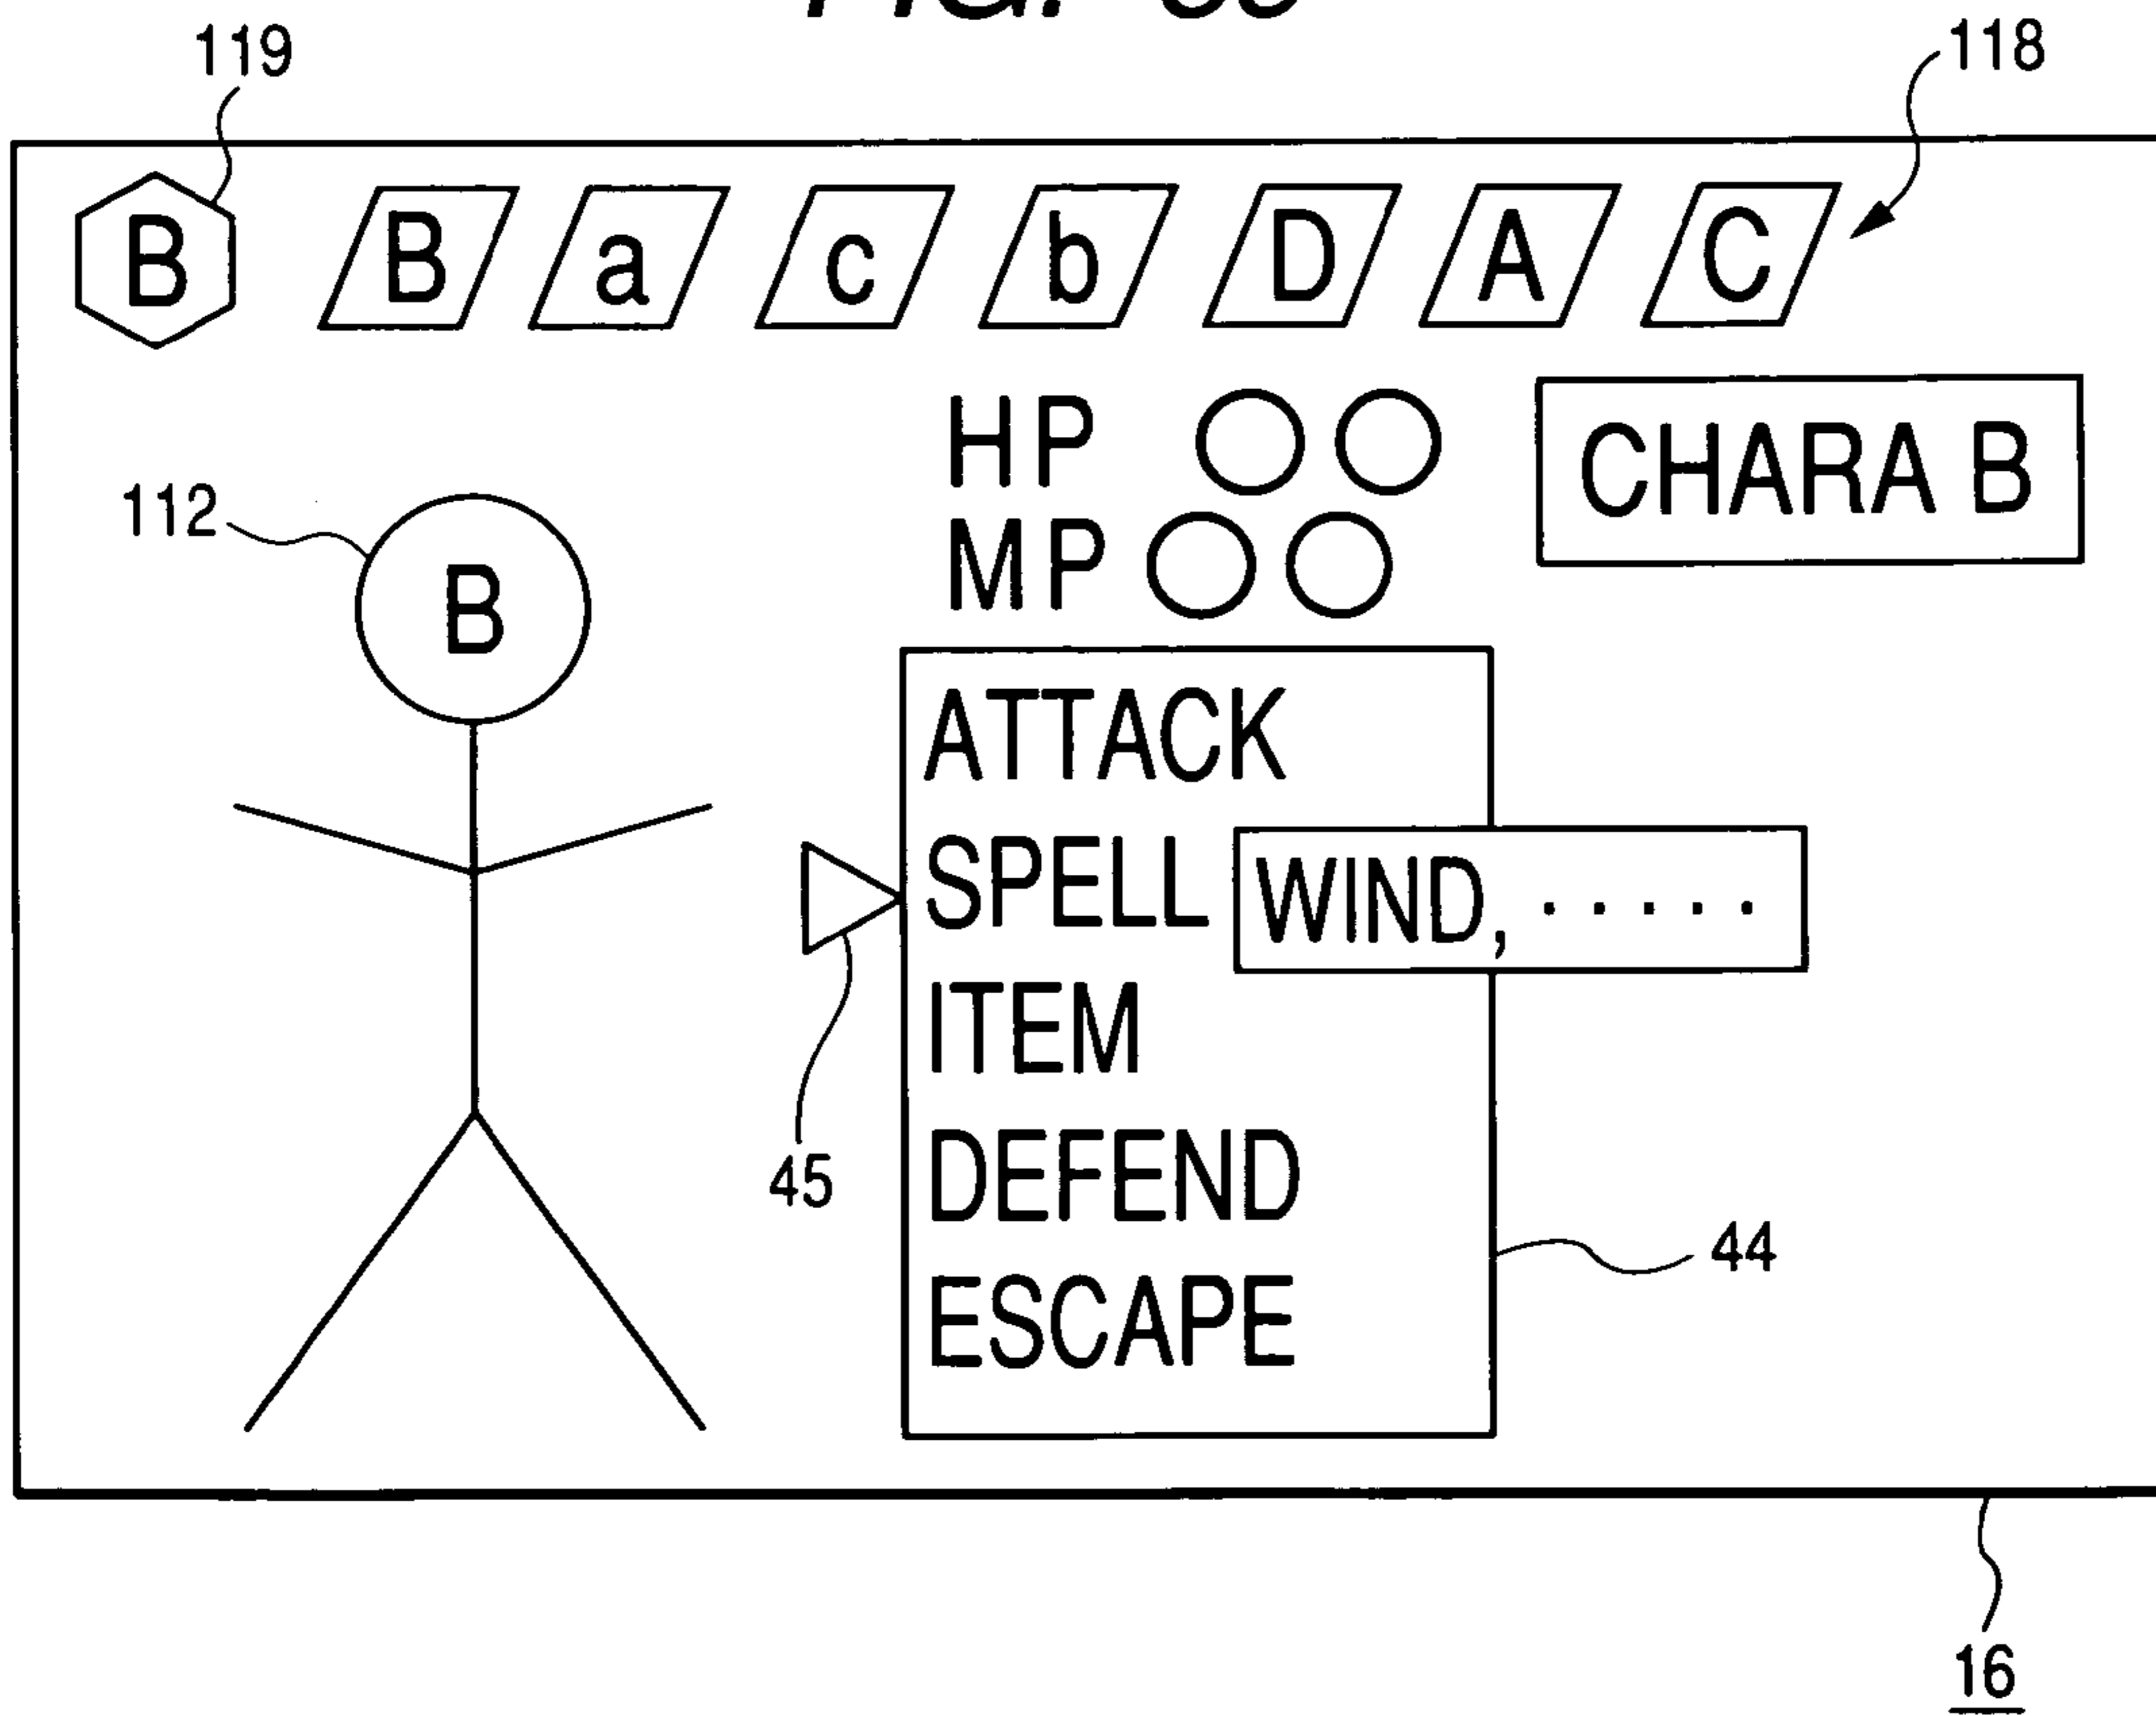 119
118
B B a c b D A C
HP ○○
CHARA B
MP ○○
112
B
ATTACK
SPELL WIND, .....
ITEM
DEFEND
45
44
ESCAPE
16